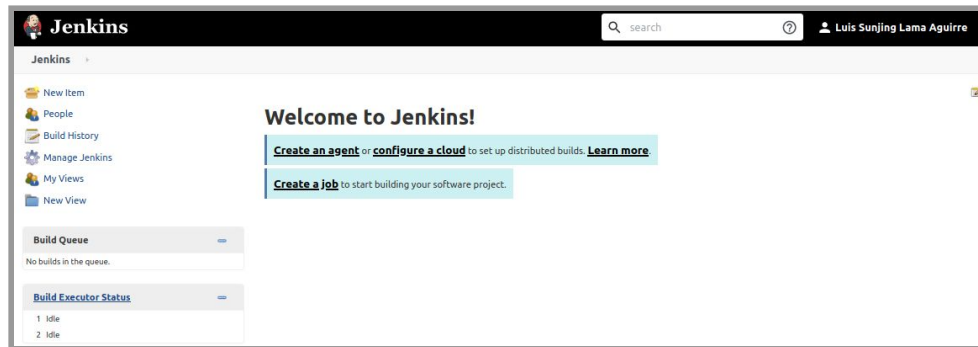 Jenkins
search
Luis Sunjing Lama Aguirre
Jenkins
New Item
People
Build History
Manage Jenkins
My Views
New View
Welcome to Jenkins!
Create an agent or configure a cloud to set up distributed builds. Learn more.
Create a job to start building your software project.
Build Queue
No builds in the queue.
Build Executor Status
1 Idle
2 Idle